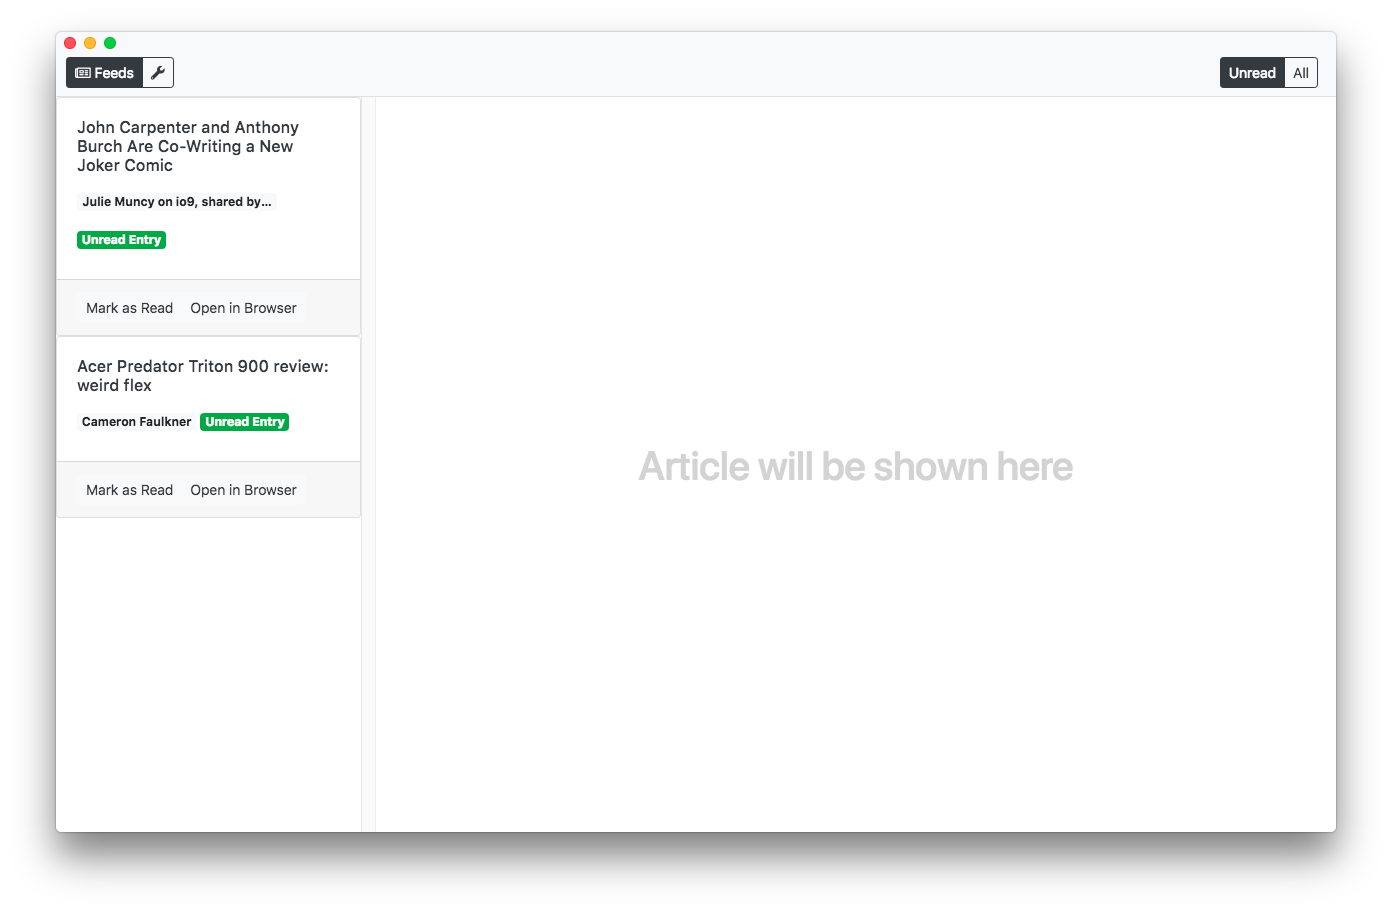 Feeds
Unread All
John Carpenter and Anthony
Burch Are Co-Writing a New
Joker Comic
Julie Muncy on io9, shared by...
Unread Entry
Mark as Read Open in Browser
Acer Predator Triton 900 review:
weird flex
Cameron Faulkner Unread Entry
Mark as Read Open in Browser
Article will be shown here